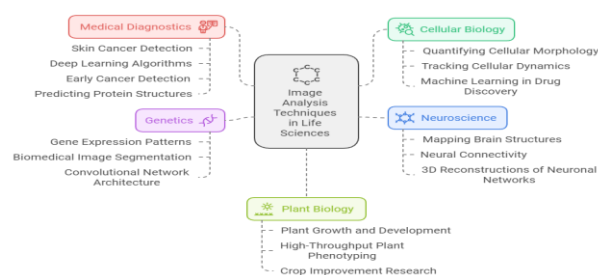 Medical Diagnostics
Skin Cancer Detection
Deep Learning Algorithms
Early Cancer Detection
Predicting Protein Structures
Genetics
Gene Expression Patterns
Biomedical Image Segmentation
Convolutional Network
Architecture
Image
Analysis
Techniques
in Life
Sciences
Cellular Biology
Quantifying Cellular Morphology
Tracking Cellular Dynamics
Machine Learning in Drug
Discovery
Neuroscience
Mapping Brain Structures
Neural Connectivity
3D Reconstructions of Neuronal
Networks
Plant Biology
Plant Growth and Development
High-Throughput Plant
Phenotyping
Crop Improvement Research